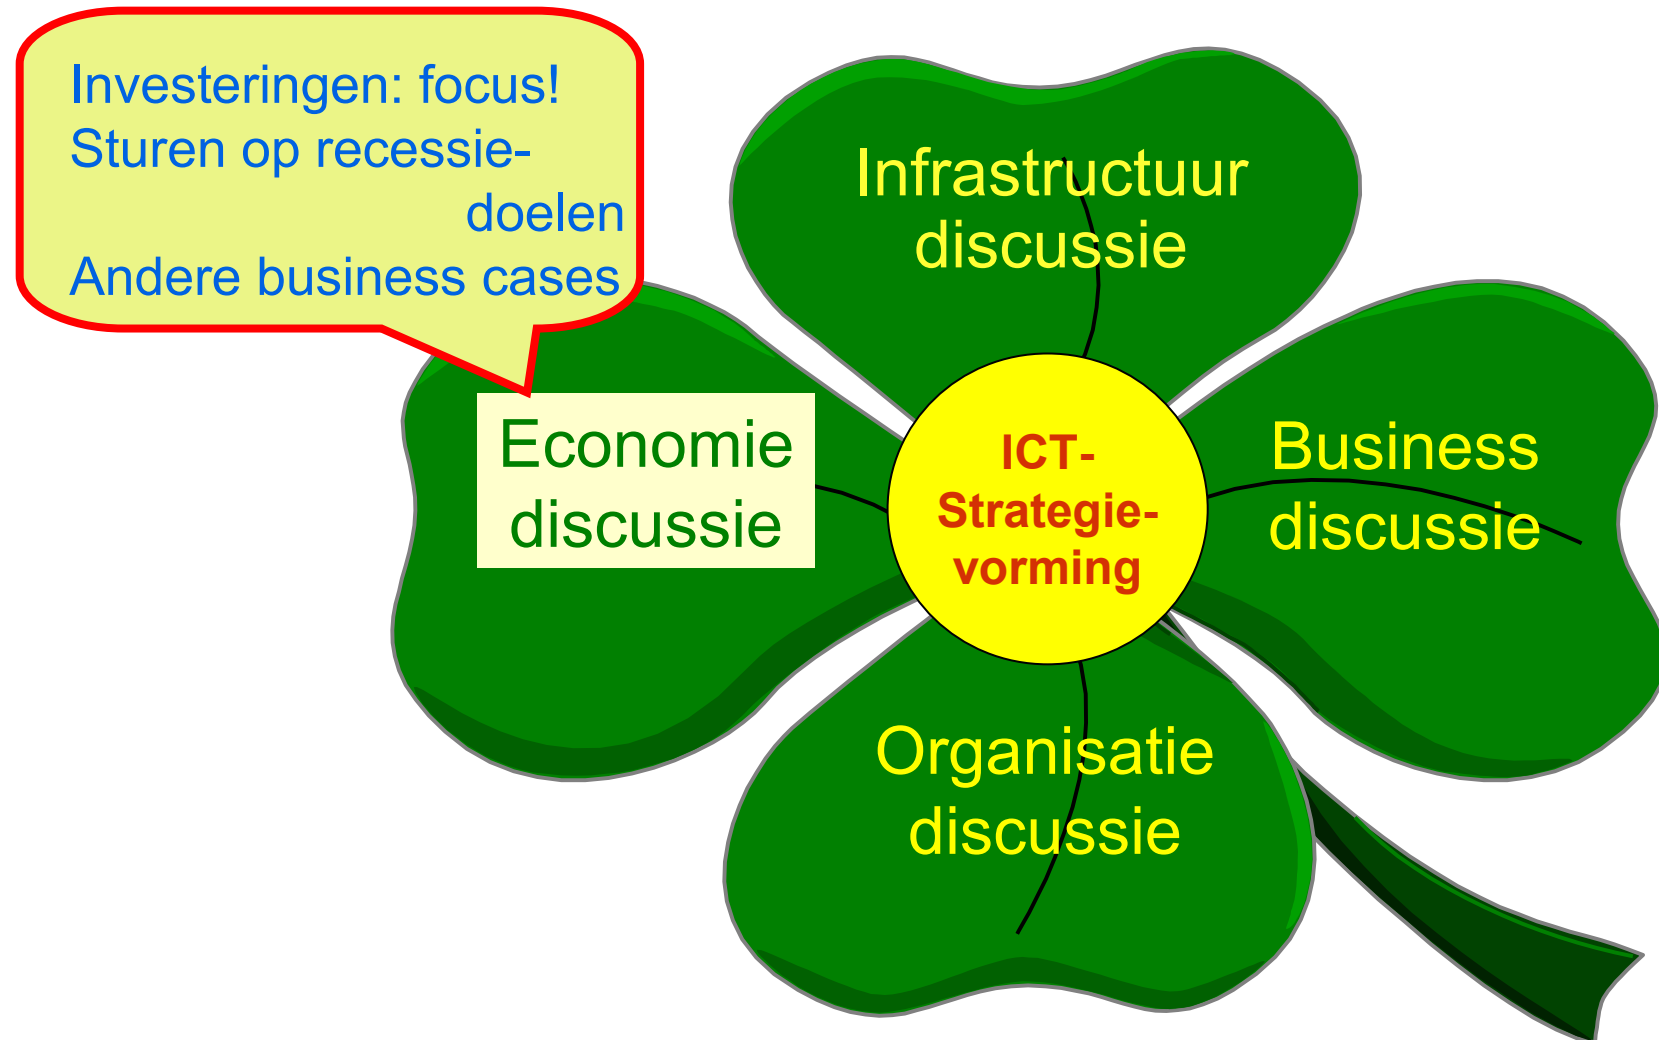 Investeringen: focus!
Sturen op recessie-
doelen
Andere business cases
Infrastructuur
discussie
Economie
discussie
ICT-
Strategie-
vorming
Business
discussie
Organisatie
discussie